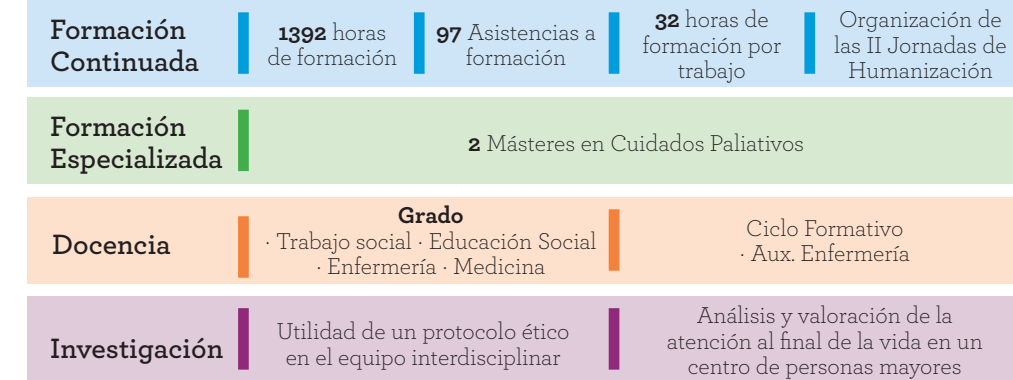 Formación
Continuada
1392 horas
de formación
97 Asistencias a
formación
32 horas de
formación por
trabajo
Organización de
las II Jornadas de
Humanización
Formación
Especializada
2 Másteres en Cuidados Paliativos
Docencia
Grado
· Trabajo social · Educación Social
· Enfermería · Medicina
Ciclo Formativo
· Aux. Enfermería
Investigación
Utilidad de un protocolo ético
en el equipo interdisciplinar
Análisis y valoración de la
atención al final de la vida en un
centro de personas mayores